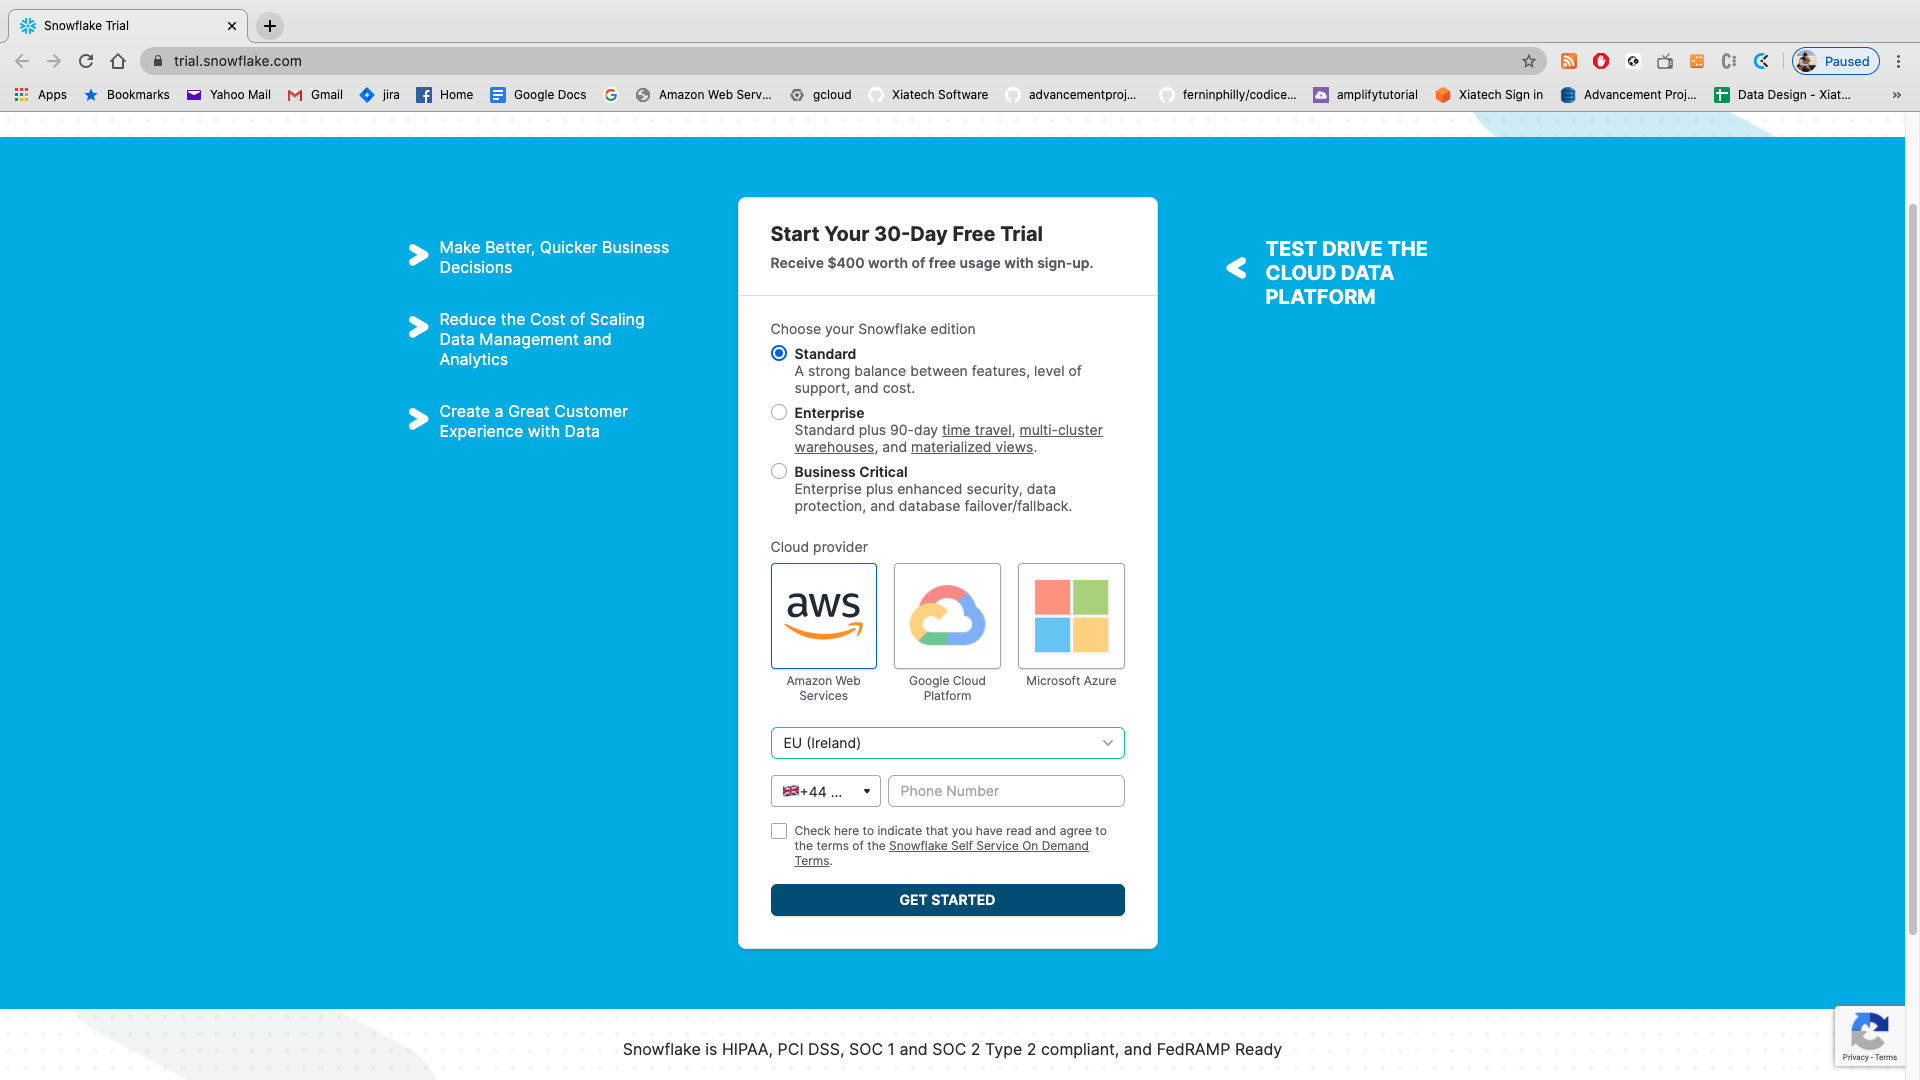 Snowflake Trial
trial.snowflake.com
Paused
Apps
Bookmarks
Yahoo Mail
Gmail
jira
Home
Google Docs
Amazon Web Serv...
gcloud
Xiatech Software
advancementproj...
ferninphilly/codice...
amplifytutorial
Xiatech Sign in
Advancement Proj...
Data Design - Xiat...
»
Make Better, Quicker Business
Decisions
Reduce the Cost of Scaling
Data Management and
Analytics
Create a Great Customer
Experience with Data
Start Your 30-Day Free Trial
Receive $400 worth of free usage with sign-up.
Choose your Snowflake edition
Standard
A strong balance between features, level of
support, and cost.
Enterprise
Standard plus 90-day time travel, multi-cluster
warehouses, and materialized views.
Business Critical
Enterprise plus enhanced security, data
protection, and database failover/fallback.
Cloud provider
aws
Amazon Web
Services
Google Cloud
Platform
Microsoft Azure
EU (Ireland)
+44 ...
Phone Number
Check here to indicate that you have read and agree to
the terms of the Snowflake Self Service On Demand
Terms.
GET STARTED
TEST DRIVE THE
CLOUD DATA
PLATFORM
Snowflake is HIPAA, PCI DSS, SOC 1 and SOC 2 Type 2 compliant, and FedRAMP Ready
Privacy - Terms